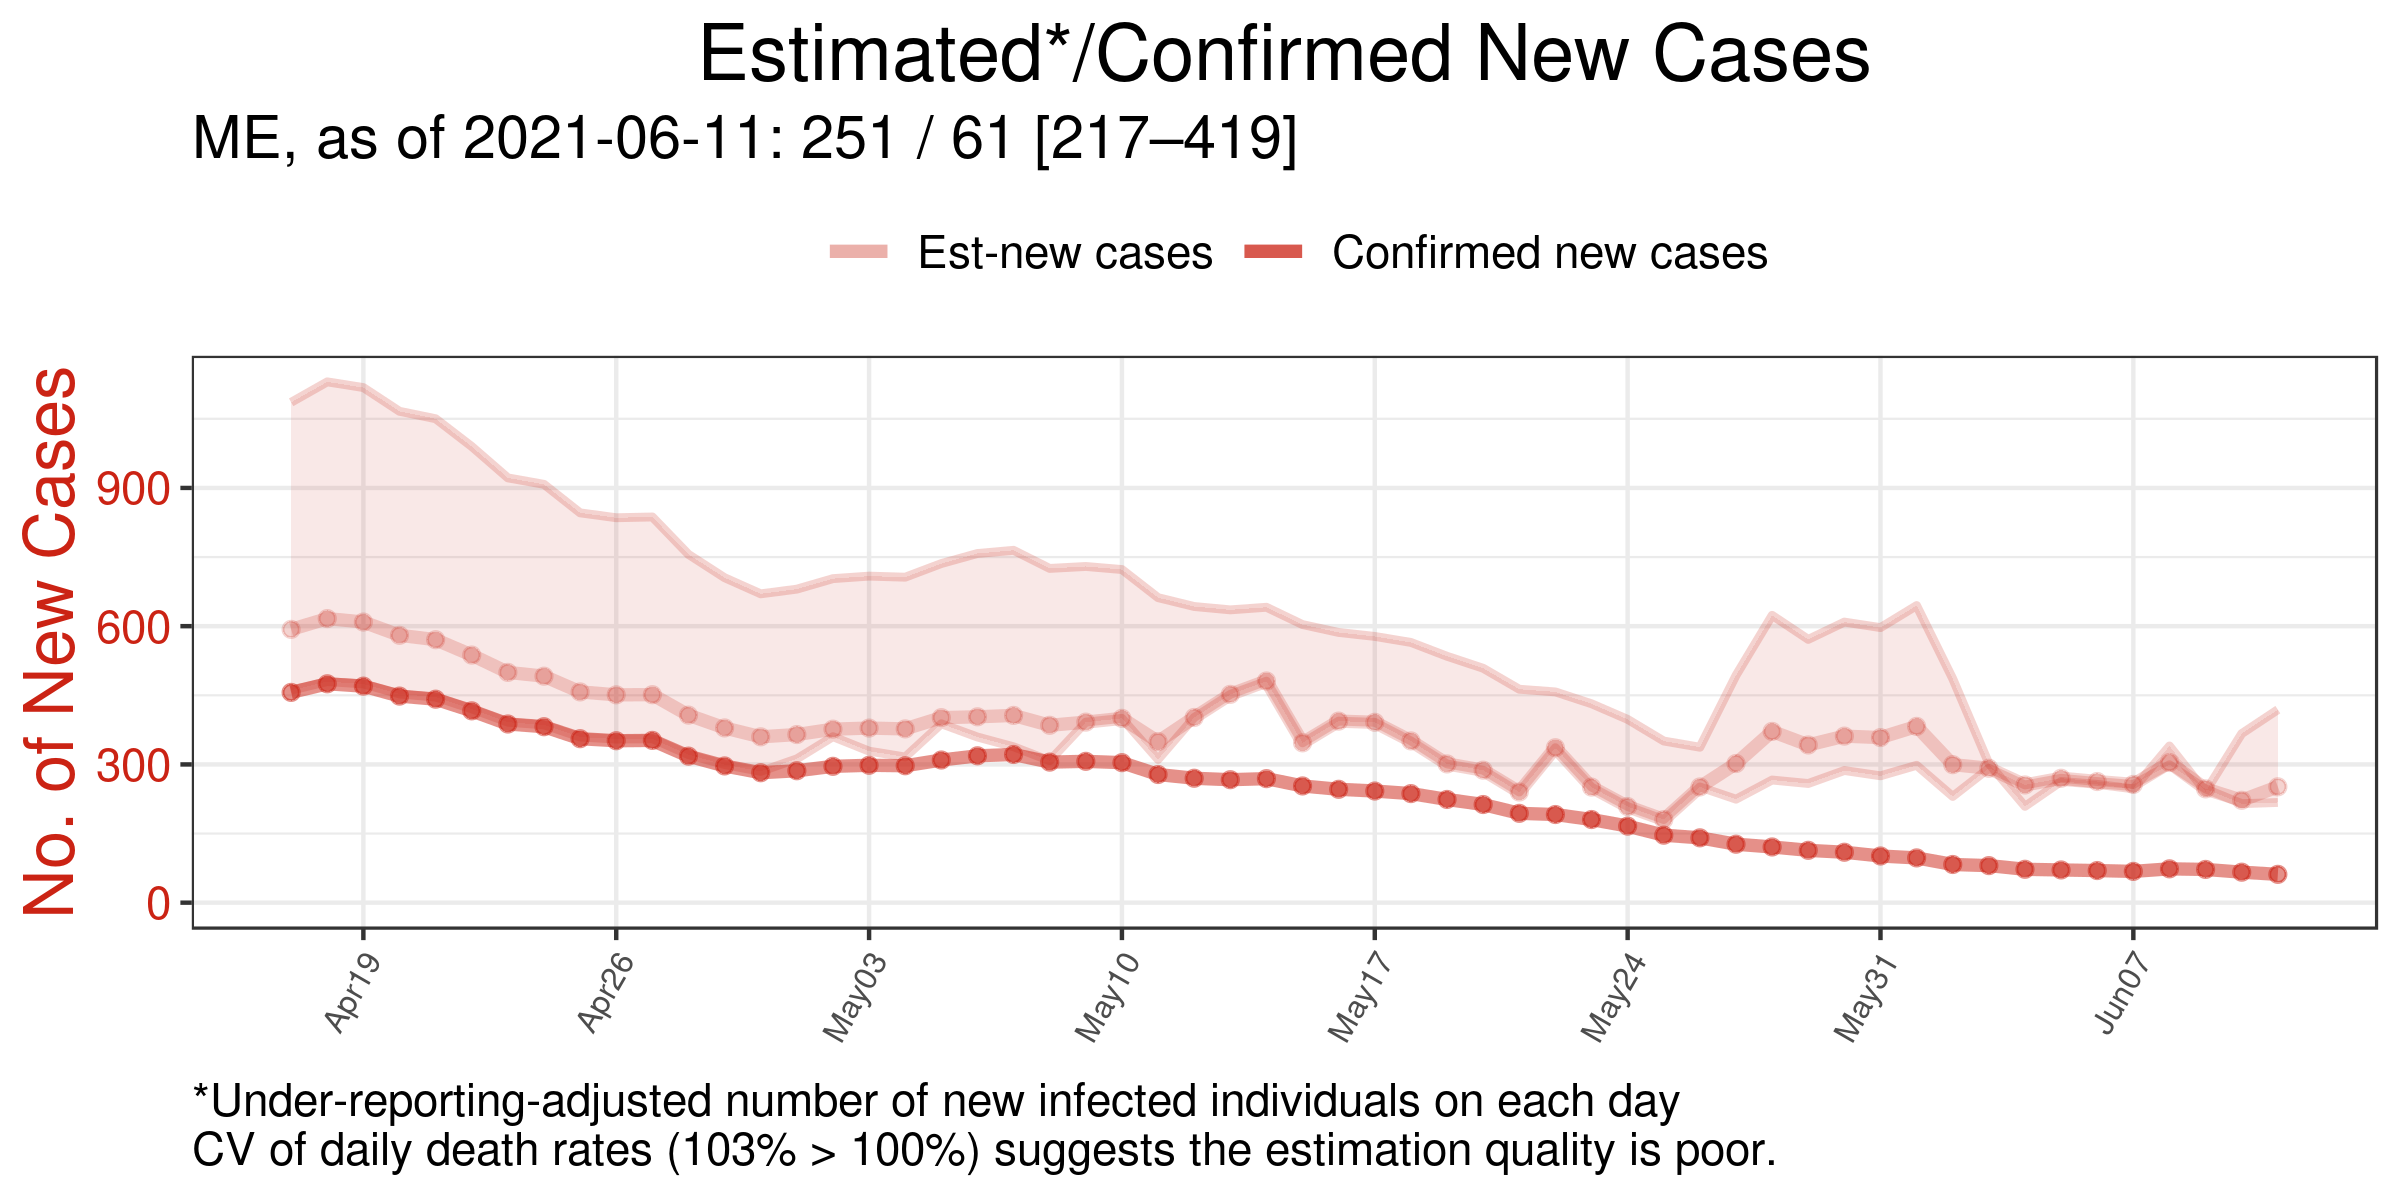 Estimated*/Confirmed New Cases
ME, as of 2021-06-11: 251 / 61 [217–419]
Est-new cases Confirmed new cases
No. of New Cases
900
600
300
0
Apr19 Apr26 May03 May10 May17 May24 May31 Jun07
*Under-reporting-adjusted number of new infected individuals on each day
CV of daily death rates (103% > 100%) suggests the estimation quality is poor.